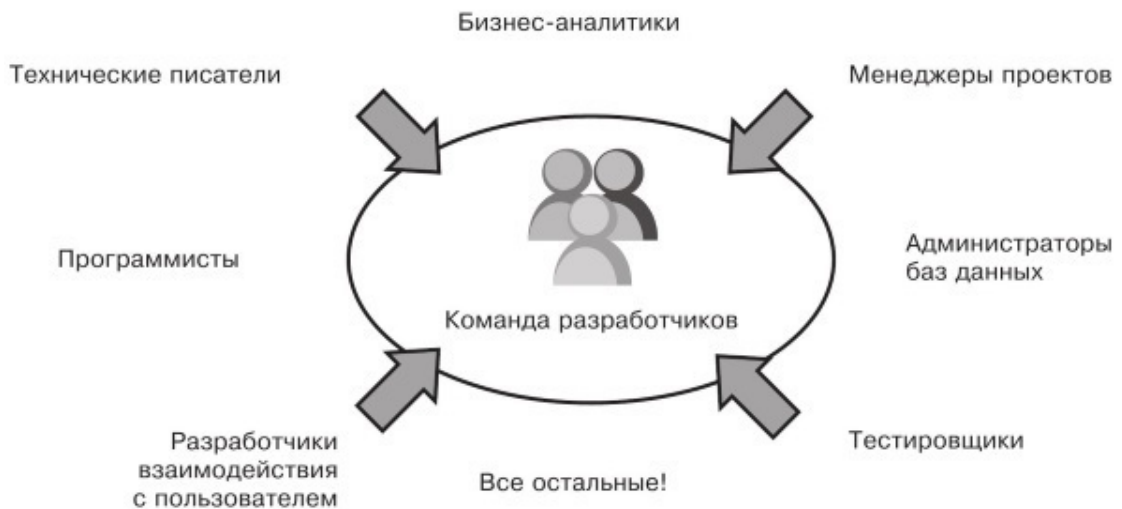 Бизнес-аналитики
Технические писатели
Менеджеры проектов
Программисты
Администраторы
баз данных
Команда разработчиков
Разработчики
взаимодействия
с пользователем
Тестировщики
Все остальные!